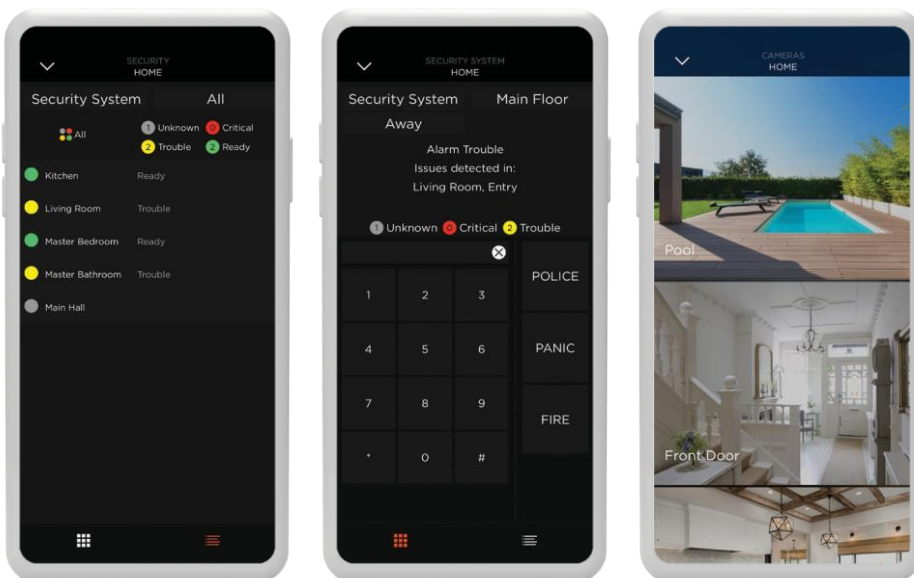 SECURITY
HOME
Security System All
All
1 Unknown 0 Critical
2 Trouble 2 Ready
Kitchen Ready
Living Room Trouble
Master Bedroom Ready
Master Bathroom Trouble
Main Hall
SECURITY SYSTEM
HOME
Security System Main Floor
Away
Alarm Trouble
Issues detected in:
Living Room, Entry
1 Unknown 0 Critical 2 Trouble
POLICE
1 2 3
4 5 6
PANIC
7 8 9
FIRE
* 0 #
CAMERAS
HOME
Pool
Front Door